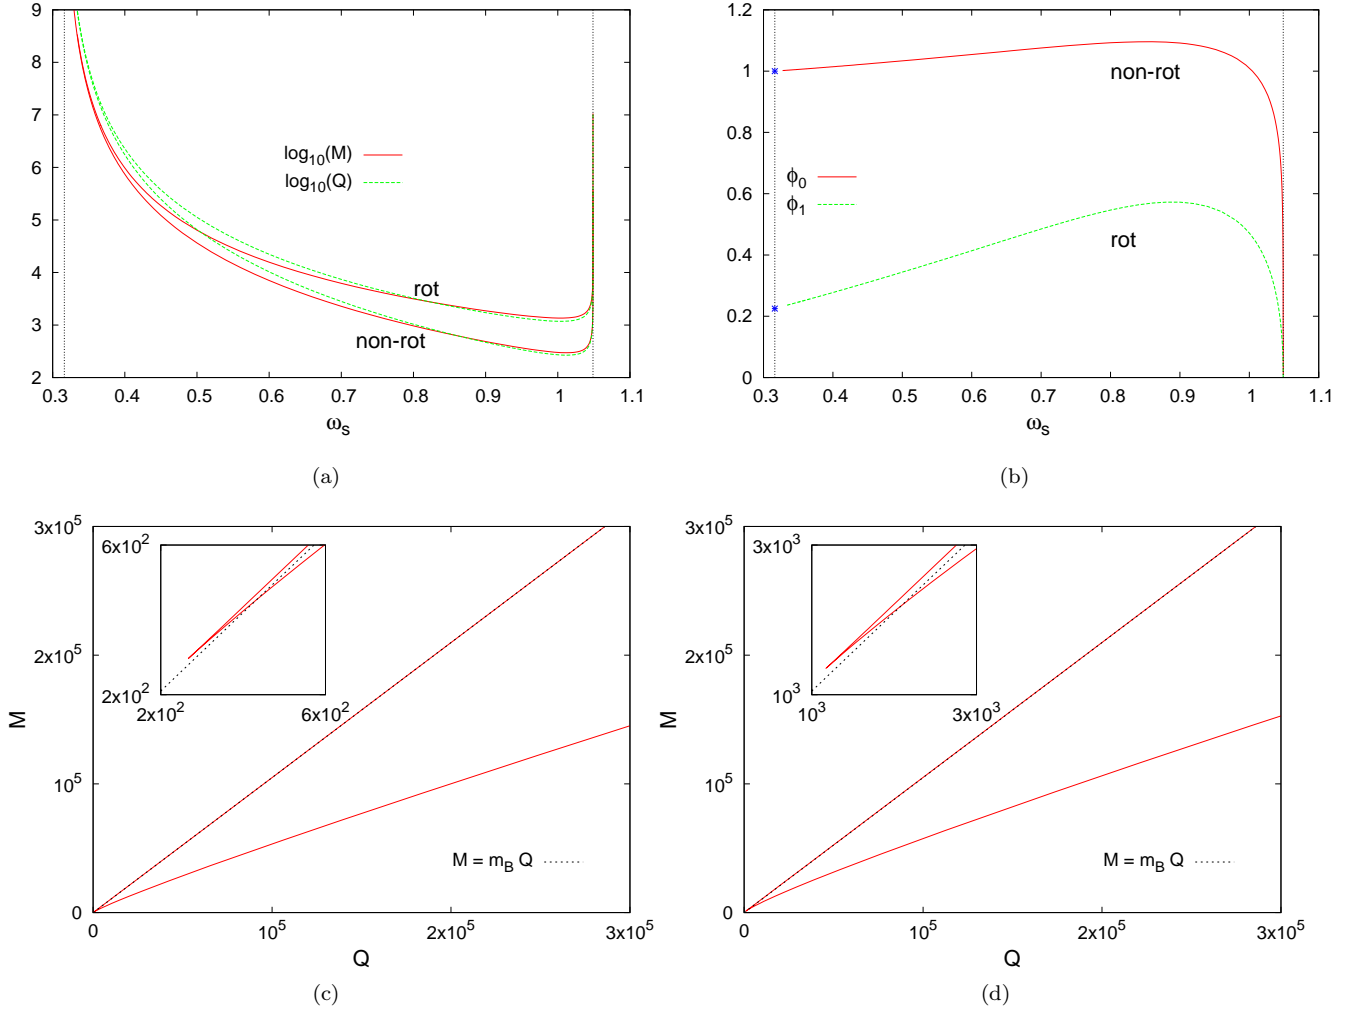 9
8
7
6
5
4
3
2
log10(M)
log10(Q)
rot
non-rot
0.3 0.4 0.5 0.6 0.7 0.8 0.9 1 1.1
ωs
(a)
1.2
1
0.8
0.6
0.4
0.2
0
non-rot
ϕ0
ϕ1
rot
0.3 0.4 0.5 0.6 0.7 0.8 0.9 1 1.1
ωs
(b)
3x10^5
2x10^5
10^5
0
M
6x10^2
2x10^2
2x10^2 6x10^2
M = mB Q
0 10^5 2x10^5 3x10^5
Q
(c)
3x10^5
2x10^5
10^5
0
M
3x10^3
10^3
10^3 3x10^3
M = mB Q
0 10^5 2x10^5 3x10^5
Q
(d)